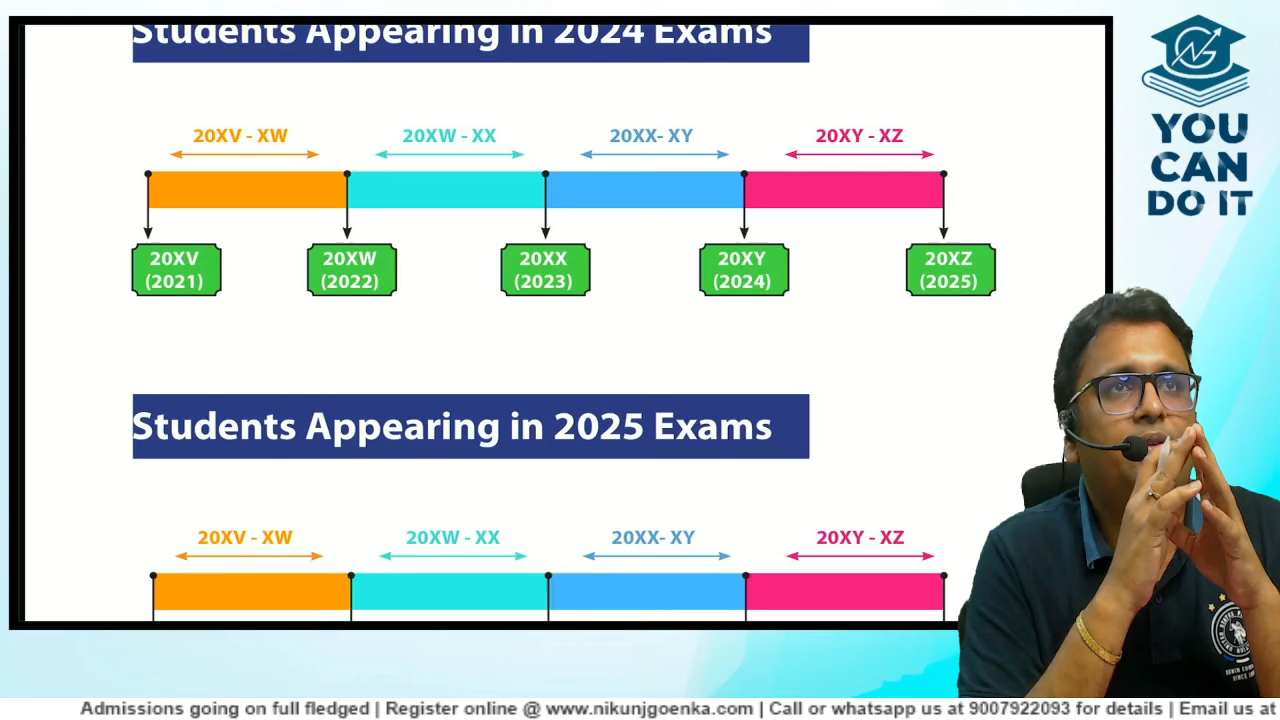 Students Appearing in 2024 Exams
20XV - XW 20XW - XX 20XX- XY 20XY - XZ
20XV 20XW 20XX 20XY 20XZ
(2021) (2022) (2023) (2024) (2025)
Students Appearing in 2025 Exams
20XV - XW 20XW - XX 20XX- XY 20XY - XZ
NG
YOU
CAN
DO IT
Admissions going on full fledged | Register online @ www.nikunjgoenka.com | Call or whatsapp us at 9007922093 for details | Email us at